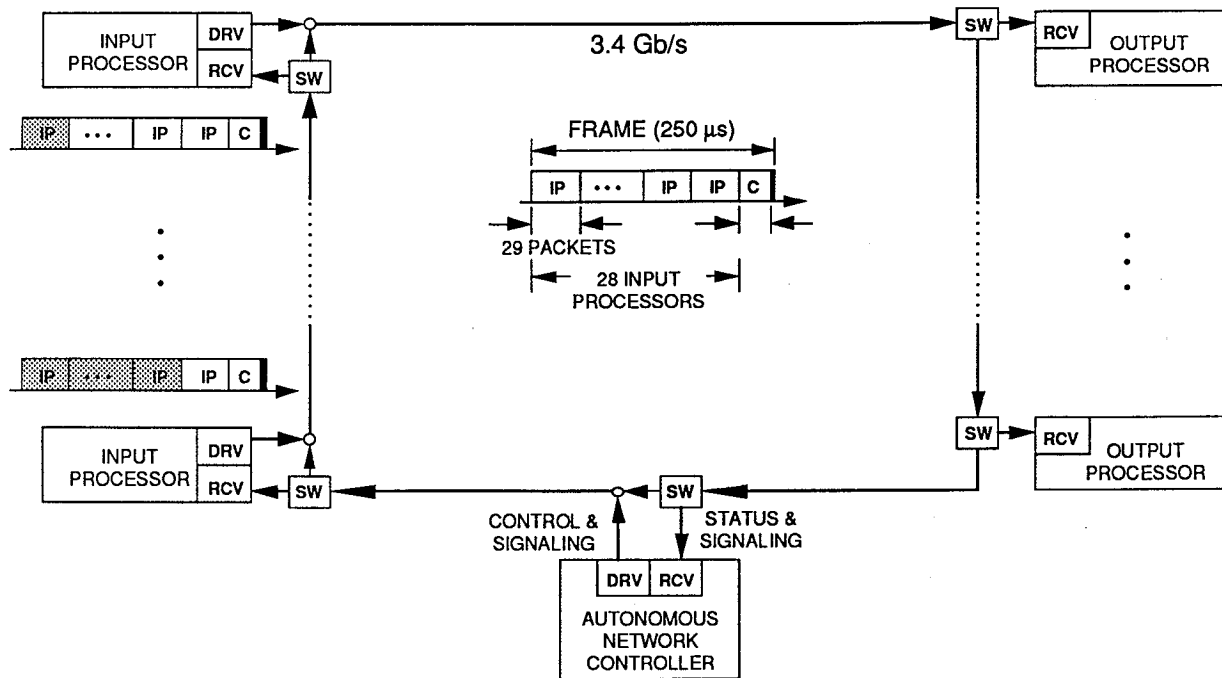 INPUT
PROCESSOR
DRV
RCV
SW
3.4 Gb/s
SW
RCV
OUTPUT
PROCESSOR
IP ••• IP IP C
FRAME (250 µs)
IP ••• IP IP C
29 PACKETS
28 INPUT
PROCESSORS
IP ••• IP IP C
INPUT
PROCESSOR
DRV
RCV
SW
SW
RCV
OUTPUT
PROCESSOR
CONTROL &
SIGNALING
SW
STATUS &
SIGNALING
DRV
RCV
AUTONOMOUS
NETWORK
CONTROLLER